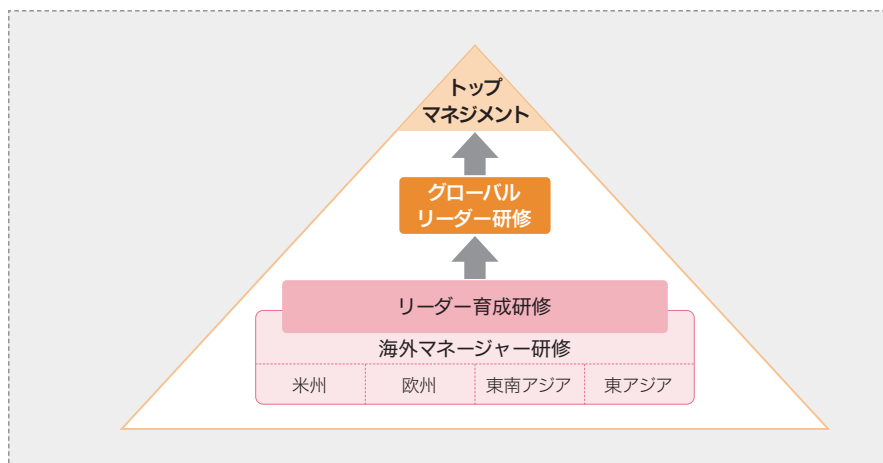 トップ
マネジメント
グローバル
リーダー研修
リーダー育成研修
海外マネージャー研修
米州
欧州
東南アジア
東アジア